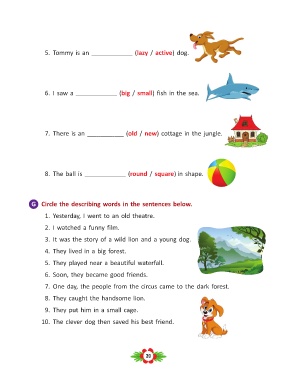 5. Tommy is an ____________ (lazy / active) dog.
6. I saw a ____________ (big / small) fish in the sea.
7. There is an ___________ (old / new) cottage in the jungle.
8. The ball is ____________ (round / square) in shape.
G Circle the describing words in the sentences below.
1. Yesterday, I went to an old theatre.
2. I watched a funny film.
3. It was the story of a wild lion and a young dog.
4. They lived in a big forest.
5. They played near a beautiful waterfall.
6. Soon, they became good friends.
7. One day, the people from the circus came to the dark forest.
8. They caught the handsome lion.
9. They put him in a small cage.
10. The clever dog then saved his best friend.